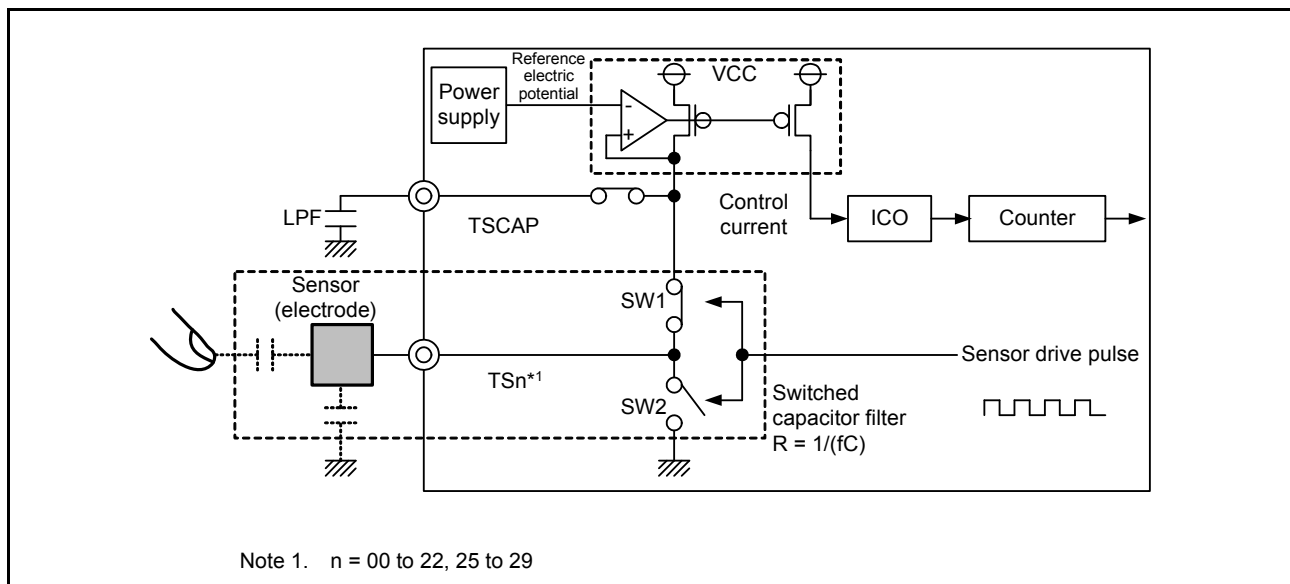 Reference
electric
potential
VCC
Power
supply
-
+
LPF
TSCAP
Control
current
ICO
Counter
Sensor
(electrode)
SW1
TSn*1
Sensor drive pulse
SW2
Switched
capacitor filter
R = 1/(fC)
Note 1. n = 00 to 22, 25 to 29